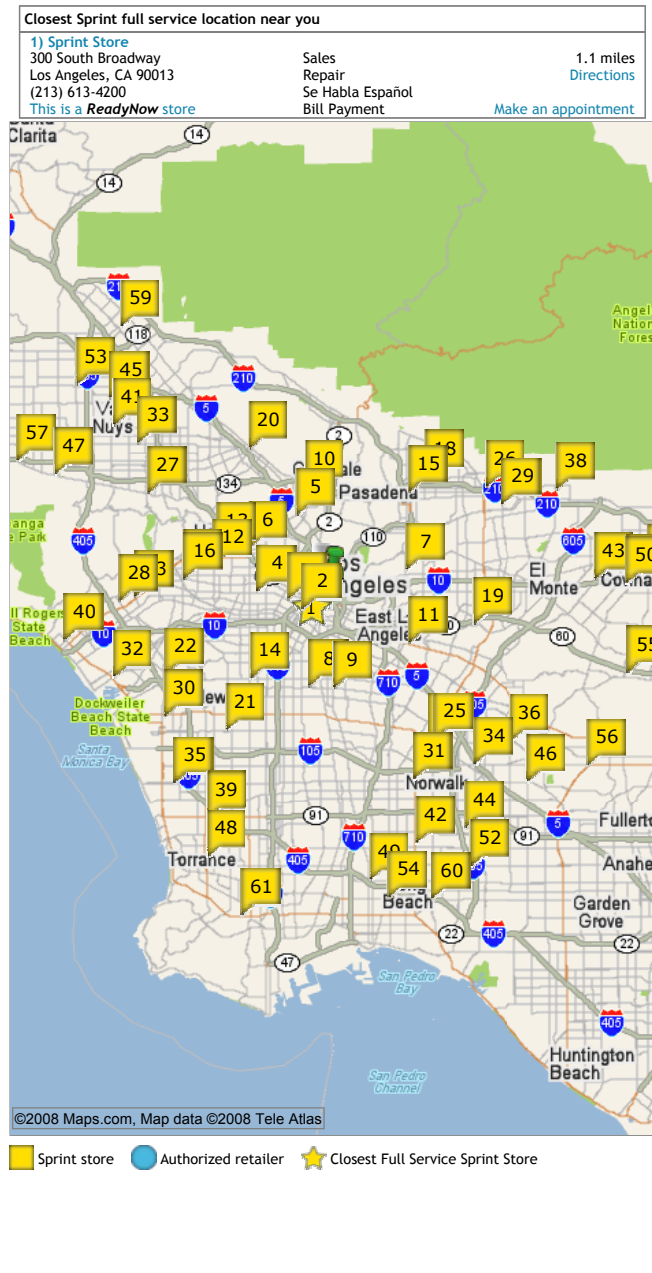 Closest Sprint full service location near you
1) Sprint Store
300 South Broadway
Los Angeles, CA 90013
(213) 613-4200
This is a ReadyNow store
Sales
Repair
Se Habla Español
Bill Payment
1.1 miles
Directions
Make an appointment
Clarita
14
14
59
118
53
45
210
Angel
Nation
Fores
41
5
33
20
Nuys
57
47
2
18
10
15
26
38
27
29
5
134
210
Pasadena
210
6
2
12
110
405
16
7
605
43
50
28
4
2
10
El
Monte
19
40
1
11
East L
Angeles
60
State
Beach
10
10
32
22
14
8
9
55
30
710
5
Dockweiler
Beach State
Beach
21
25
36
Santa
Monica Bay
34
56
35
105
31
46
39
Norwalk
44
91
42
5
48
52
91
710
49
Torrance
405
54
60
61
Beach
Garden
Grove
22
405
22
47
San Pedro
Bay
405
Huntington
Beach
San Pedro
Channel
©2008 Maps.com, Map data ©2008 Tele Atlas
Sprint store
Authorized retailer
Closest Full Service Sprint Store